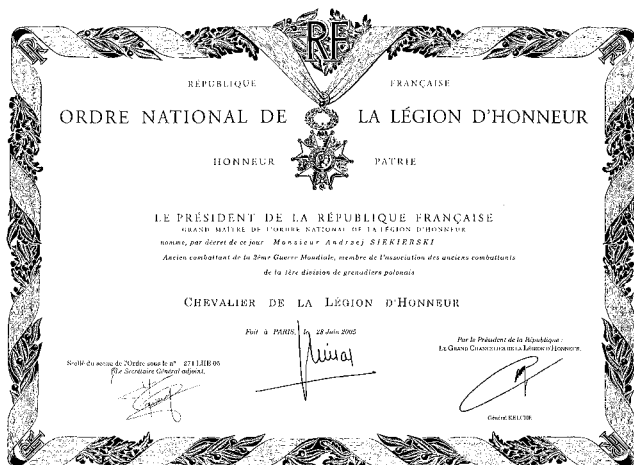 RF
RÉPUBLIQUE FRANÇAISE
ORDRE NATIONAL DE LA LÉGION D'HONNEUR
HONNEUR PATRIE
LE PRÉSIDENT DE LA RÉPUBLIQUE FRANÇAISE
GRAND MAÎTRE DE L'ORDRE NATIONAL DE LA LÉGION D'HONNEUR
nomme, par décret de ce jour Monsieur Andrzej SIEKIERSKI
Ancien combattant de la 2ème Guerre Mondiale, membre de l'association des anciens combattants
de la 1ère division de grenadiers polonais
CHEVALIER DE LA LÉGION D'HONNEUR
Fait à PARIS, le 28 Juin 2005
Par le Président de la République :
LE GRAND CHANCELIER DE LA LÉGION D'HONNEUR,
Scellé du sceau de l'Ordre sous le n° 271 LHE 05
Le Secrétaire Général adjoint,
Général KELCHE